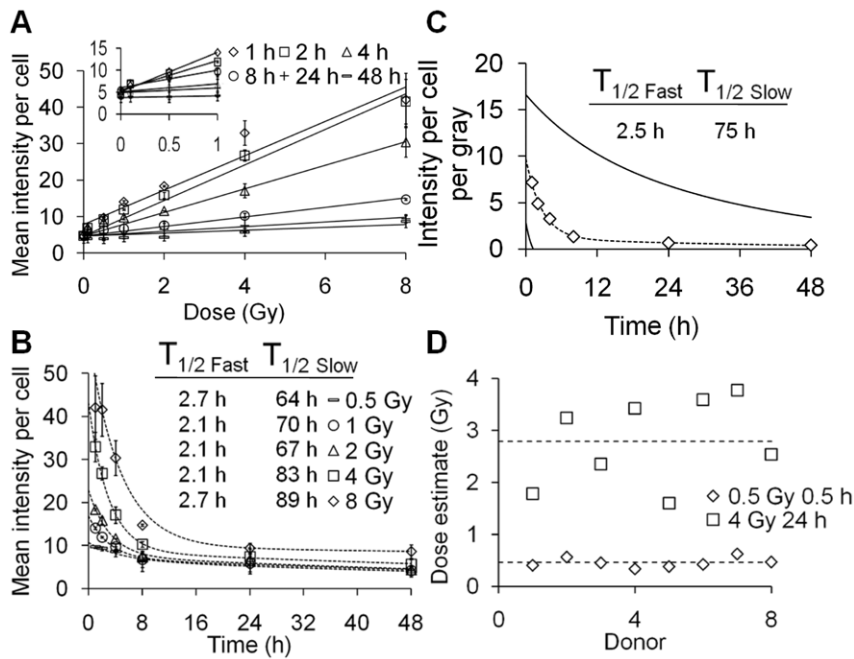 A
Mean intensity per cell
50
40
30
20
10
0
0 2 4 6 8
Dose (Gy)
15
10
5
0
0 0.5 1
1 h 2 h 4 h
8 h 24 h 48 h
B
Mean intensity per cell
50
40
30
20
10
0
0 8 16 24 32 40 48
Time (h)
T1/2 Fast T1/2 Slow
2.7 h 64 h 0.5 Gy
2.1 h 70 h 1 Gy
2.1 h 67 h 2 Gy
2.1 h 83 h 4 Gy
2.7 h 89 h 8 Gy
C
Intensity per cell
per gray
20
15
10
5
0
0 12 24 36 48
Time (h)
T1/2 Fast T1/2 Slow
2.5 h 75 h
D
Dose estimate (Gy)
4
3
2
1
0
0 4 8
Donor
0.5 Gy 0.5 h
4 Gy 24 h